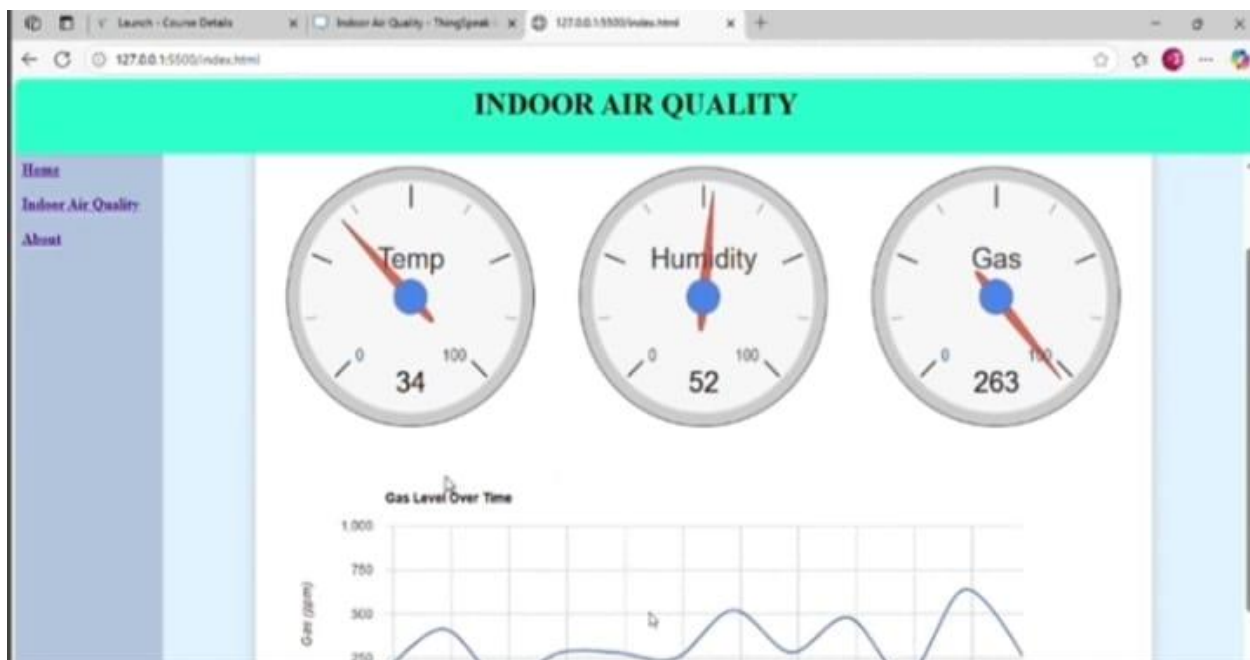 Launch - Course Details
Indoor Air Quality - ThingSpeak
127.0.0.1:5500/index.html
127.0.0.1:5500/index.html
INDOOR AIR QUALITY
Home
Indoor Air Quality
About
Temp
0 100
34
Humidity
0 100
52
Gas
0 100
263
Gas Level Over Time
1,000
750
500
250
Gas (ppm)